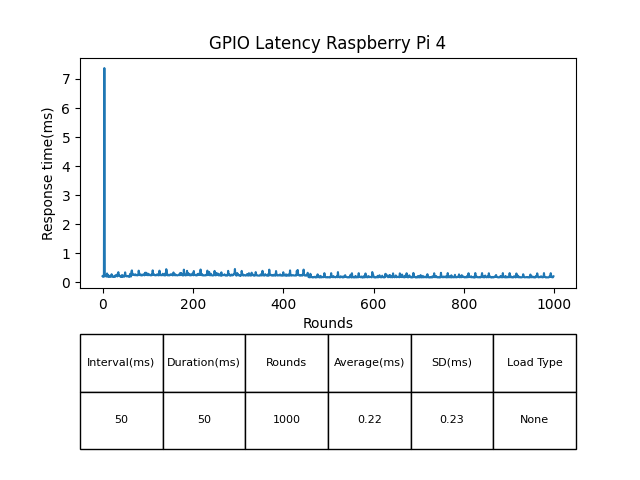 GPIO Latency Raspberry Pi 4
7
6
5
4
3
2
1
0
Response time(ms)
0 200 400 600 800 1000
Rounds
Interval(ms) Duration(ms) Rounds Average(ms) SD(ms) Load Type
50 50 1000 0.22 0.23 None